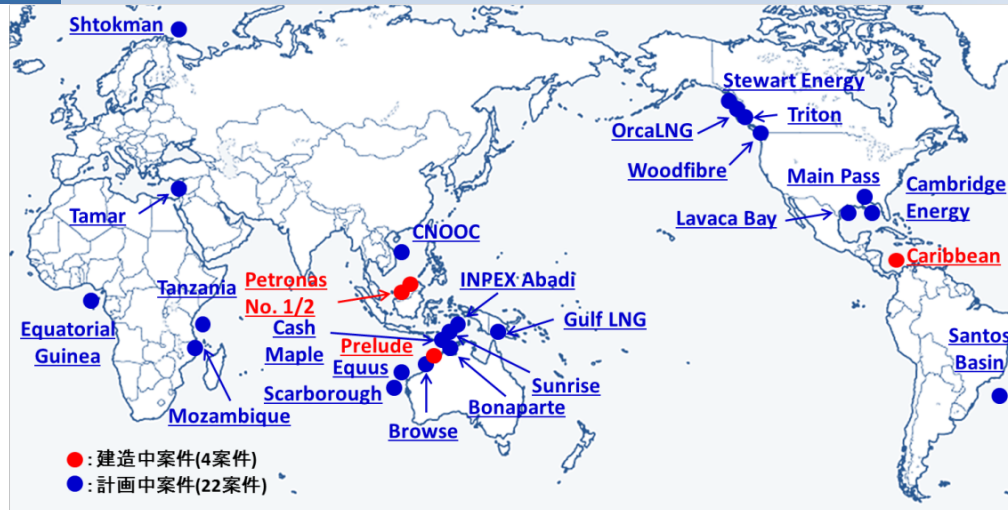 Shtokman
Stewart Energy
OrcaLNG
Triton
Woodfibre
Main Pass
Cambridge
Energy
Lavaca Bay
Tamar
CNOOC
Caribbean
Petronas
No. 1/2
INPEX Abadi
Tanzania
Equatorial
Guinea
Cash
Maple
Gulf LNG
Prelude
Santos
Basin
Equus
Sunrise
Scarborough
Bonaparte
Mozambique
Browse
: 建造中案件(4案件)
: 計画中案件(22案件)